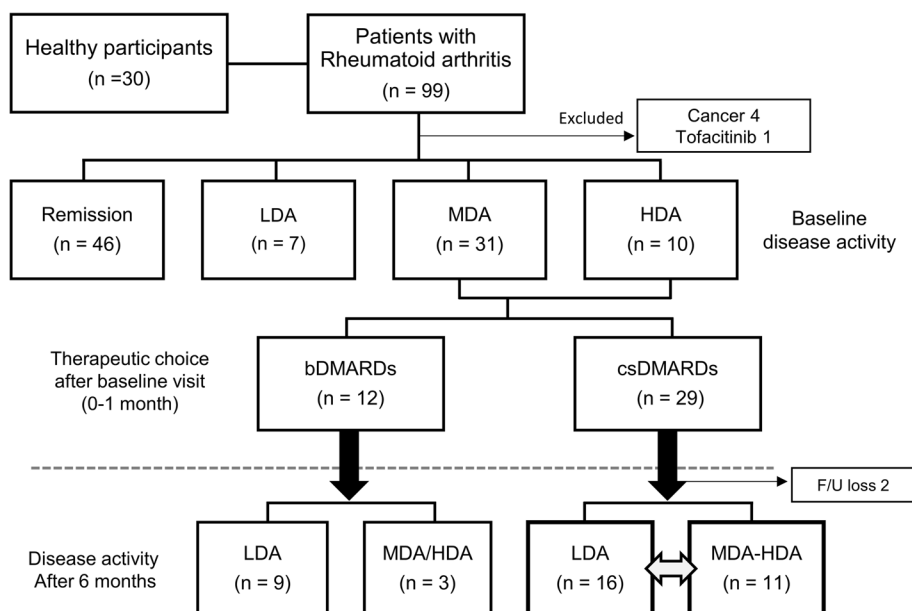 Healthy participants
(n =30)
Patients with
Rheumatoid arthritis
(n = 99)
Excluded
Cancer 4
Tofacitinib 1
Remission
(n = 46)
LDA
(n = 7)
MDA
(n = 31)
HDA
(n = 10)
Baseline
disease activity
Therapeutic choice
after baseline visit
(0-1 month)
bDMARDs
(n = 12)
csDMARDs
(n = 29)
F/U loss 2
Disease activity
After 6 months
LDA
(n = 9)
MDA/HDA
(n = 3)
LDA
(n = 16)
MDA-HDA
(n = 11)